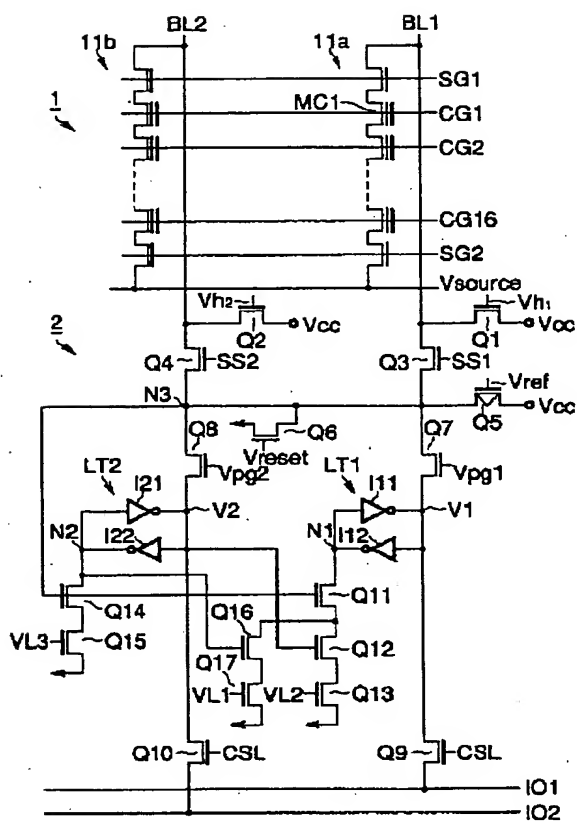 BL2 BL1
11b 11a
SG1
1 MC1 CG1
CG2
CG16
SG2
Vsource
Vh2 Vh1
Vcc Vcc
2 Q2 Q1
Q4 SS2 Q3 SS1
Vref
N3 Vcc
Q8 Q6 Q5 Q7
Vreset
LT2 I21 Vpg2 LT1 I11 Vpg1
V2 V1
N2 I22 N1 I12
Q14 Q16 Q11
VL3 Q15 Q12
Q17 VL1 VL2 Q13
Q10 CSL Q9 CSL
IO1
IO2